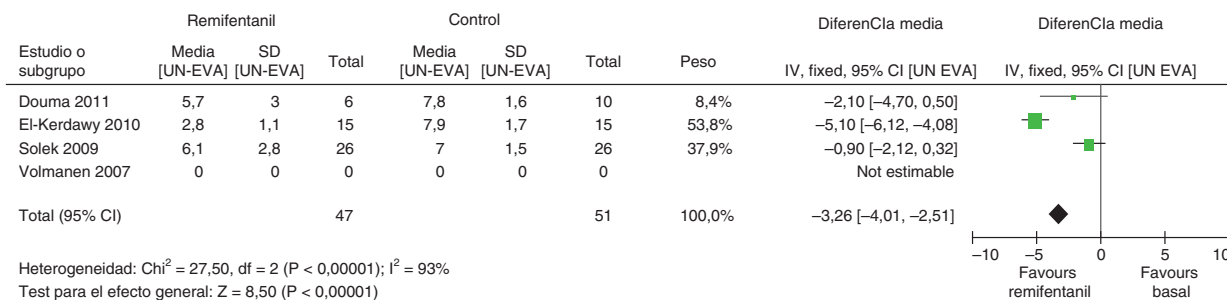 Remifentanil Control DiferenCIa media DiferenCIa media
Estudio o subgrupo Media [UN-EVA] SD [UN-EVA] Total Media [UN-EVA] SD [UN-EVA] Total Peso IV, fixed, 95% CI [UN EVA] IV, fixed, 95% CI [UN EVA]
Douma 2011 5,7 3 6 7,8 1,6 10 8,4% –2,10 [–4,70, 0,50]
El-Kerdawy 2010 2,8 1,1 15 7,9 1,7 15 53,8% –5,10 [–6,12, –4,08]
Solek 2009 6,1 2,8 26 7 1,5 26 37,9% –0,90 [–2,12, 0,32]
Volmanen 2007 0 0 0 0 0 0 Not estimable
Total (95% CI) 47 51 100,0% –3,26 [–4,01, –2,51]
–10 –5 0 5 10
Heterogeneidad: Chi² = 27,50, df = 2 (P < 0,00001); I² = 93%
Test para el efecto general: Z = 8,50 (P < 0,00001)
Favours remifentanil Favours basal